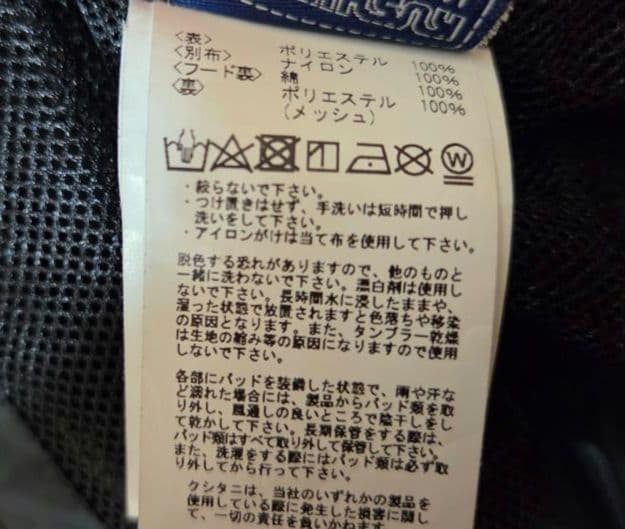 〈表〉 ポリエステル 100%
〈別布〉 ナイロン 100%
〈フード裏〉 綿 100%
〈裏〉 ポリエステル 100%
(メッシュ)
W
・絞らないで下さい。
・つけ置きはせず、手洗いは短時間で押し
洗いをして下さい。
・アイロンがけは当て布を使用して下さい。
脱色する恐れがありますので、他のものと
一緒に洗わないで下さい。漂白剤は使用し
ないで下さい。長時間水に浸したままや、
湿った状態で放置されますと色落ちや移染
の原因となります。また、タンブラー乾燥
は生地の縮み等の原因になりますので使用
しないで下さい。
各部にパッドを装備した状態で、雨や汗な
ど濡れた場合には、製品からパッド類を取
り外し、風通しの良いところで陰干しをし
て乾かして下さい。長期保管をする際は、
パッド類はすべて取り外して保管して下さい。
また、洗濯をする際にはパッド類は必ず取
り外してから行って下さい。
クシタニは、当社のいずれかの製品を
使用している際に発生した損害に関し
て、一切の責任を負いかねます。